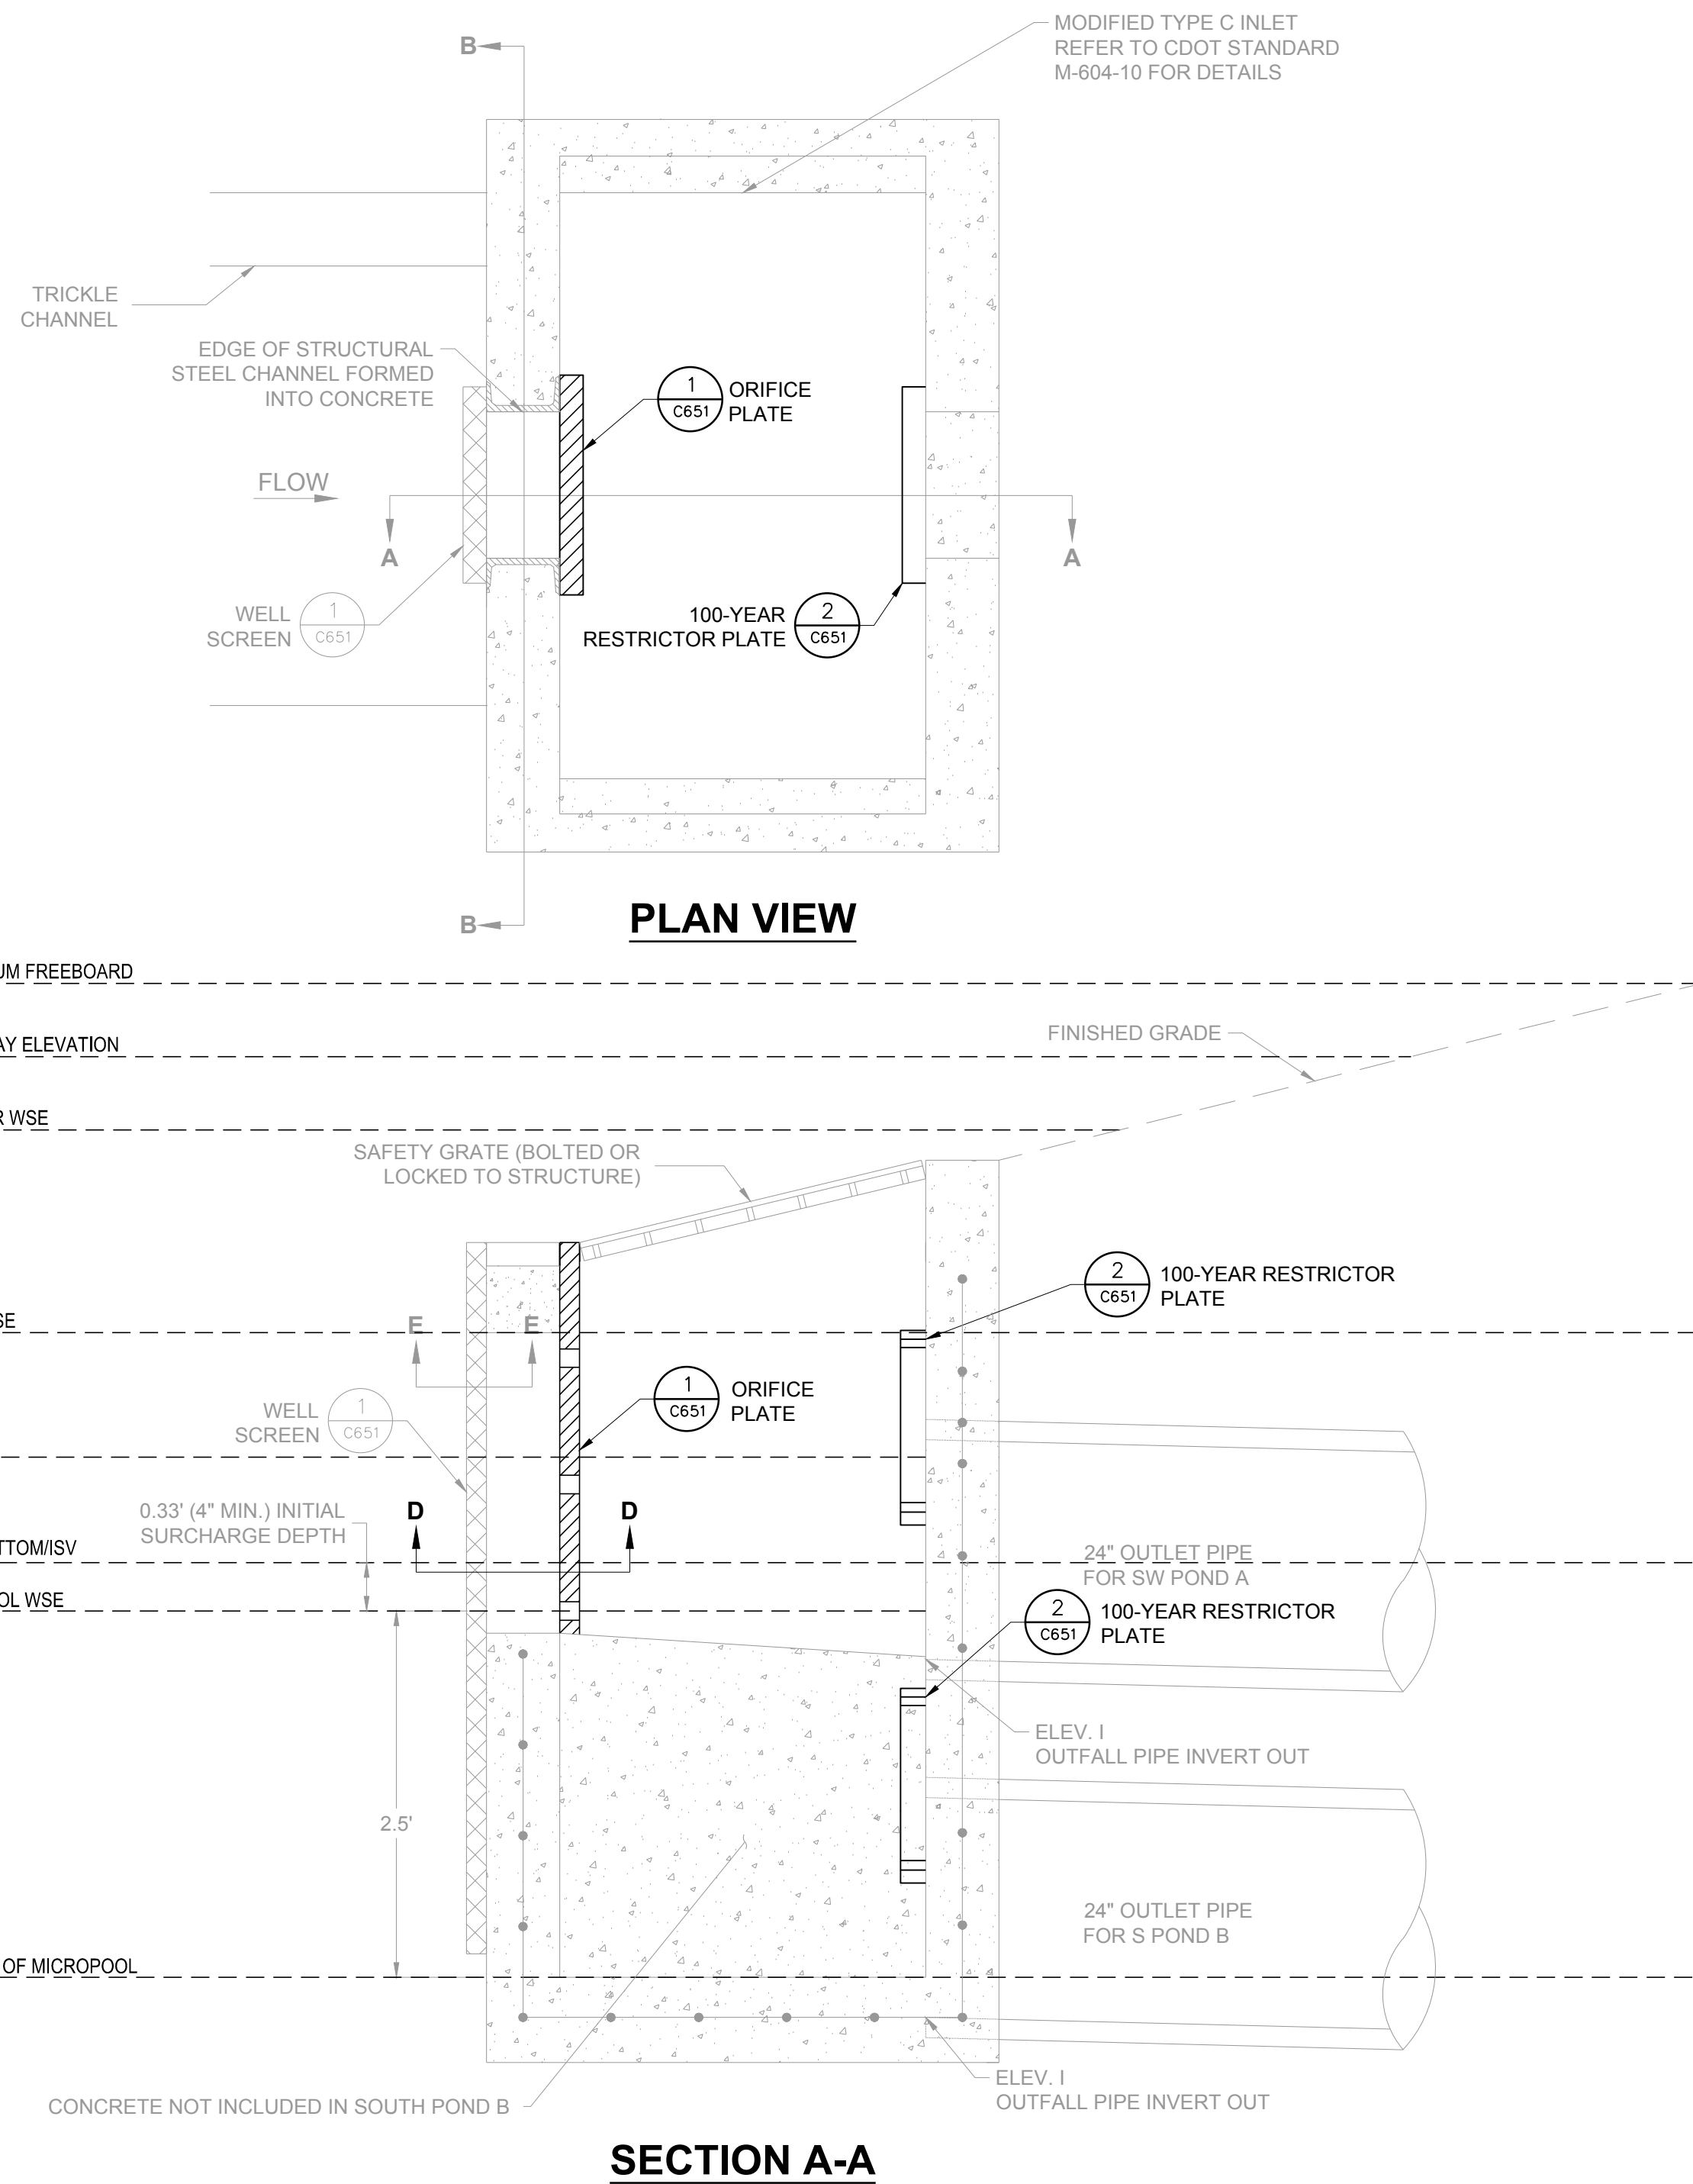 MODIFIED TYPE C INLET
REFER TO CDOT STANDARD
M-604-10 FOR DETAILS
B
TRICKLE
CHANNEL
EDGE OF STRUCTURAL
STEEL CHANNEL FORMED
INTO CONCRETE
1
C651
ORIFICE
PLATE
FLOW
A
A
WELL
SCREEN
1
C651
100-YEAR
RESTRICTOR PLATE
2
C651
B
PLAN VIEW
UM FREEBOARD
AY ELEVATION
FINISHED GRADE
R WSE
SAFETY GRATE (BOLTED OR
LOCKED TO STRUCTURE)
2
C651
100-YEAR RESTRICTOR
PLATE
SE
E
E
1
C651
ORIFICE
PLATE
WELL
SCREEN
1
C651
0.33' (4" MIN.) INITIAL
SURCHARGE DEPTH
D
D
TTOM/ISV
24" OUTLET PIPE
FOR SW POND A
OL WSE
2
C651
100-YEAR RESTRICTOR
PLATE
ELEV. I
OUTFALL PIPE INVERT OUT
2.5'
24" OUTLET PIPE
FOR S POND B
OF MICROPOOL
ELEV. I
OUTFALL PIPE INVERT OUT
CONCRETE NOT INCLUDED IN SOUTH POND B
SECTION A-A